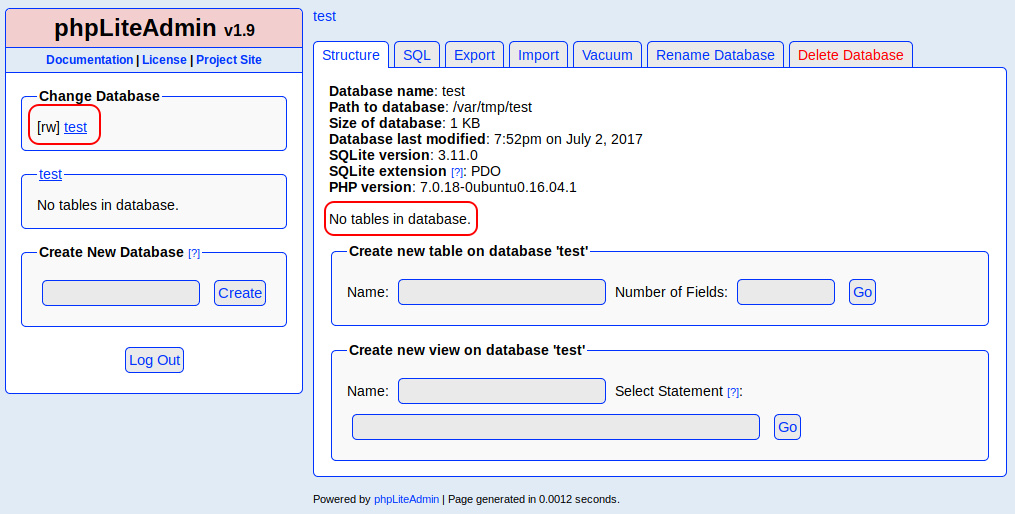 phpLiteAdmin v1.9
Documentation | License | Project Site
Change Database
[rw] test
test
No tables in database.
Create New Database [?]
Create
Log Out
test
Structure SQL Export Import Vacuum Rename Database Delete Database
Database name: test
Path to database: /var/tmp/test
Size of database: 1 KB
Database last modified: 7:52pm on July 2, 2017
SQLite version: 3.11.0
SQLite extension [?]: PDO
PHP version: 7.0.18-0ubuntu0.16.04.1
No tables in database.
Create new table on database 'test'
Name: Number of Fields: Go
Create new view on database 'test'
Name: Select Statement [?]:
Go
Powered by phpLiteAdmin | Page generated in 0.0012 seconds.